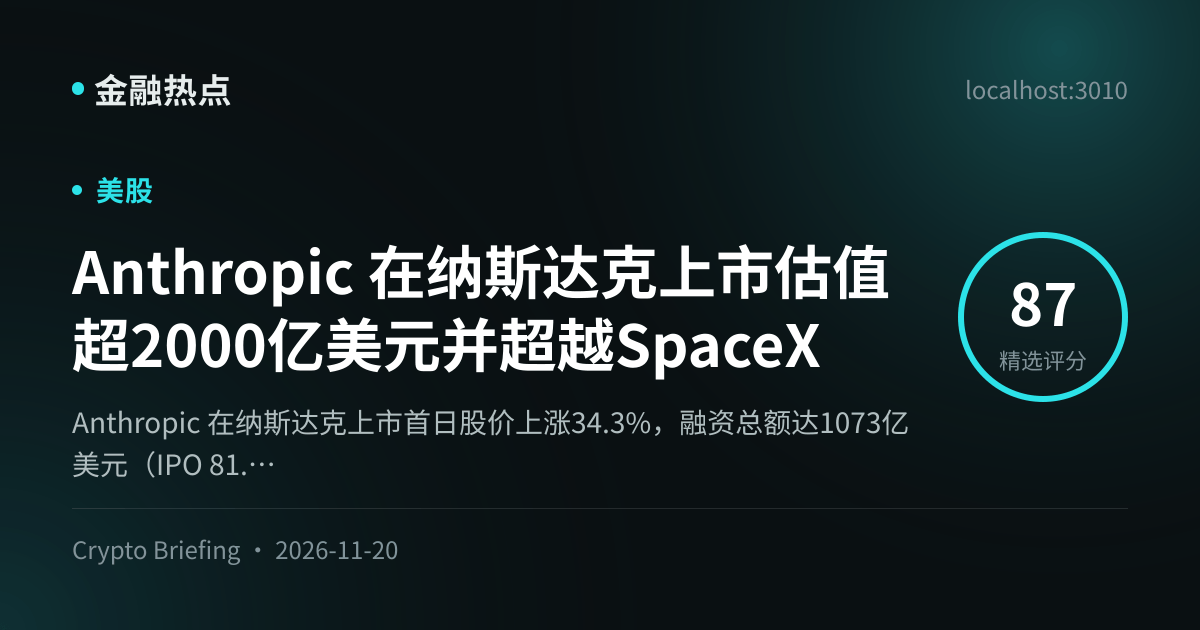 金融热点
localhost:3010
美股
Anthropic 在纳斯达克上市估值
超2000亿美元并超越SpaceX
87
精选评分
Anthropic 在纳斯达克上市首日股价上涨34.3%，融资总额达1073亿
美元（IPO 81.…
Crypto Briefing · 2026-11-20